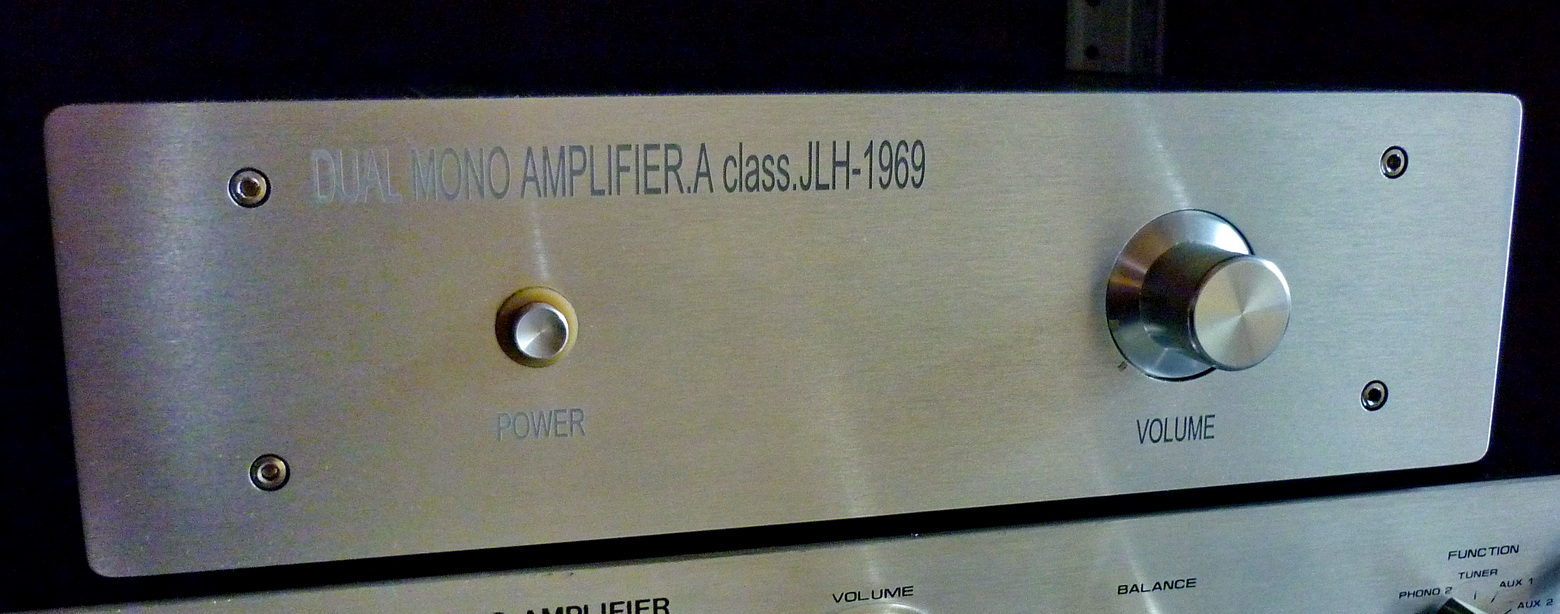 DUAL MONO AMPLIFIER.A class.JLH-1969
POWER
VOLUME
AMPLIFIER
VOLUME
BALANCE
FUNCTION
TUNER
PHONO 2
AUX 1
AUX 2